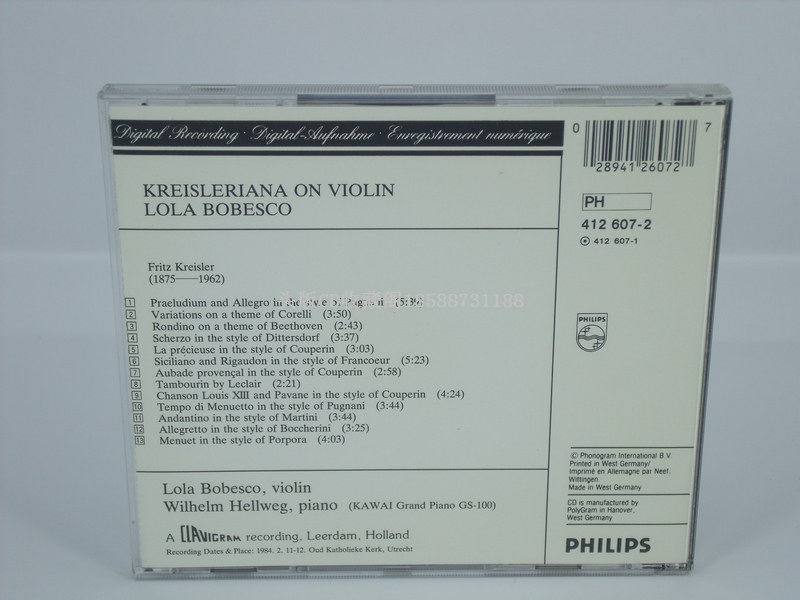 Digital Recording · Digital-Aufnahme · Enregistrement numérique
KREISLERIANA ON VIOLIN
LOLA BOBESCO
Fritz Kreisler
(1875——1962)
1 Praeludium and Allegro in the style of Pugnani (5:39)
2 Variations on a theme of Corelli (3:50)
3 Rondino on a theme of Beethoven (2:43)
4 Scherzo in the style of Dittersdorf (3:37)
5 La précieuse in the style of Couperin (3:03)
6 Siciliano and Rigaudon in the style of Francoeur (5:23)
7 Aubade provençal in the style of Couperin (2:58)
8 Tambourin by Leclair (2:21)
9 Chanson Louis XIII and Pavane in the style of Couperin (4:24)
10 Tempo di Menuetto in the style of Pugnani (3:44)
11 Andantino in the style of Martini (3:44)
12 Allegretto in the style of Boccherini (3:25)
13 Menuet in the style of Porpora (4:03)
Lola Bobesco, violin
Wilhelm Hellweg, piano (KAWAI Grand Piano GS-100)
A CLAVIGRAM recording, Leerdam, Holland
Recording Dates & Place: 1984. 2. 11-12. Oud Katholieke Kerk, Utrecht
0 28941 26072 7
PH
412 607-2
℗ 412 607-1
PHILIPS
© Phonogram International B.V.
Printed in West Germany/
Imprimé en Allemagne par Neef.
Wittingen
Made in West Germany
CD is manufactured by
PolyGram in Hanover,
West Germany
PHILIPS
588731188